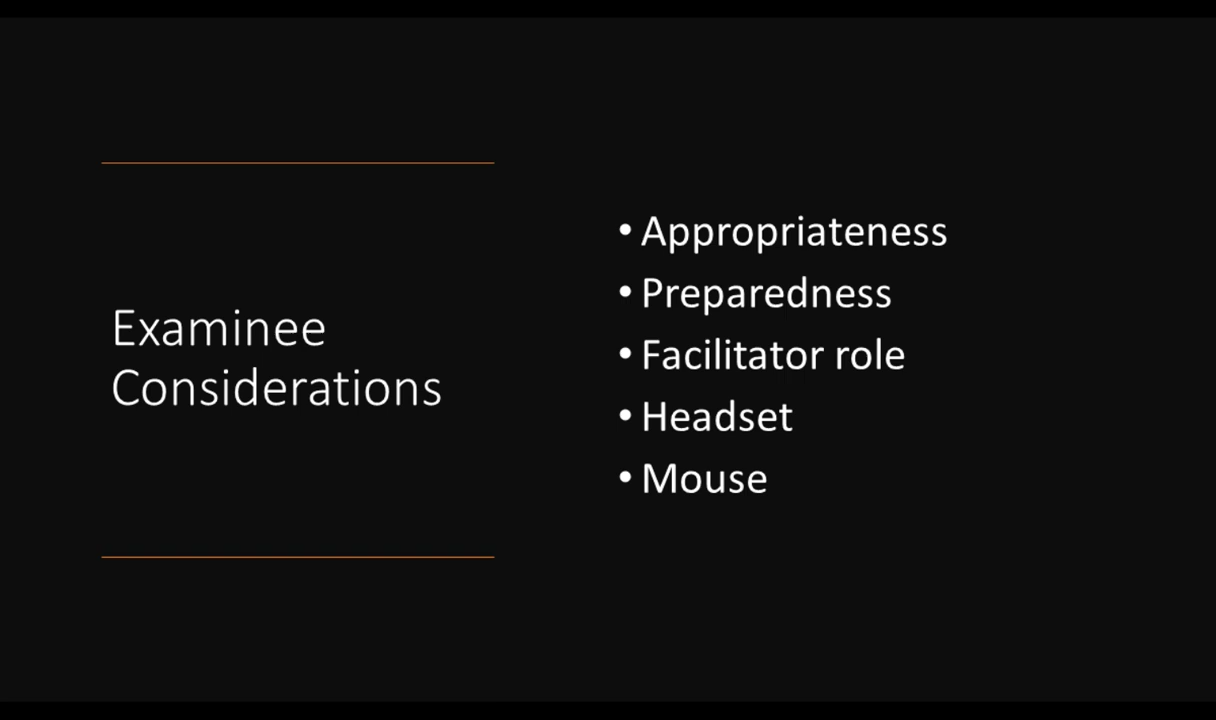 Examinee
Considerations
• Appropriateness
• Preparedness
• Facilitator role
• Headset
• Mouse